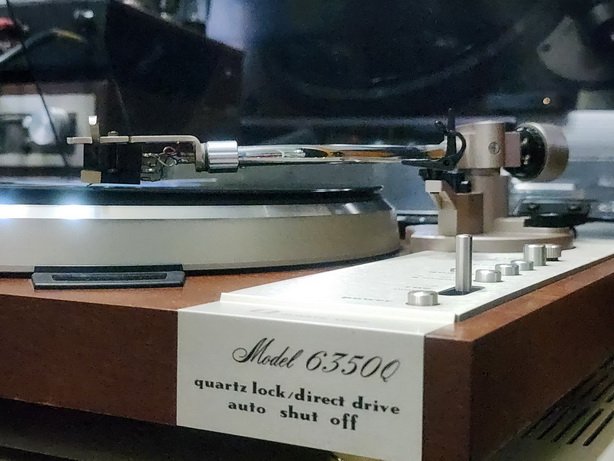 Model 6350Q
quartz lock/direct drive
auto shut off